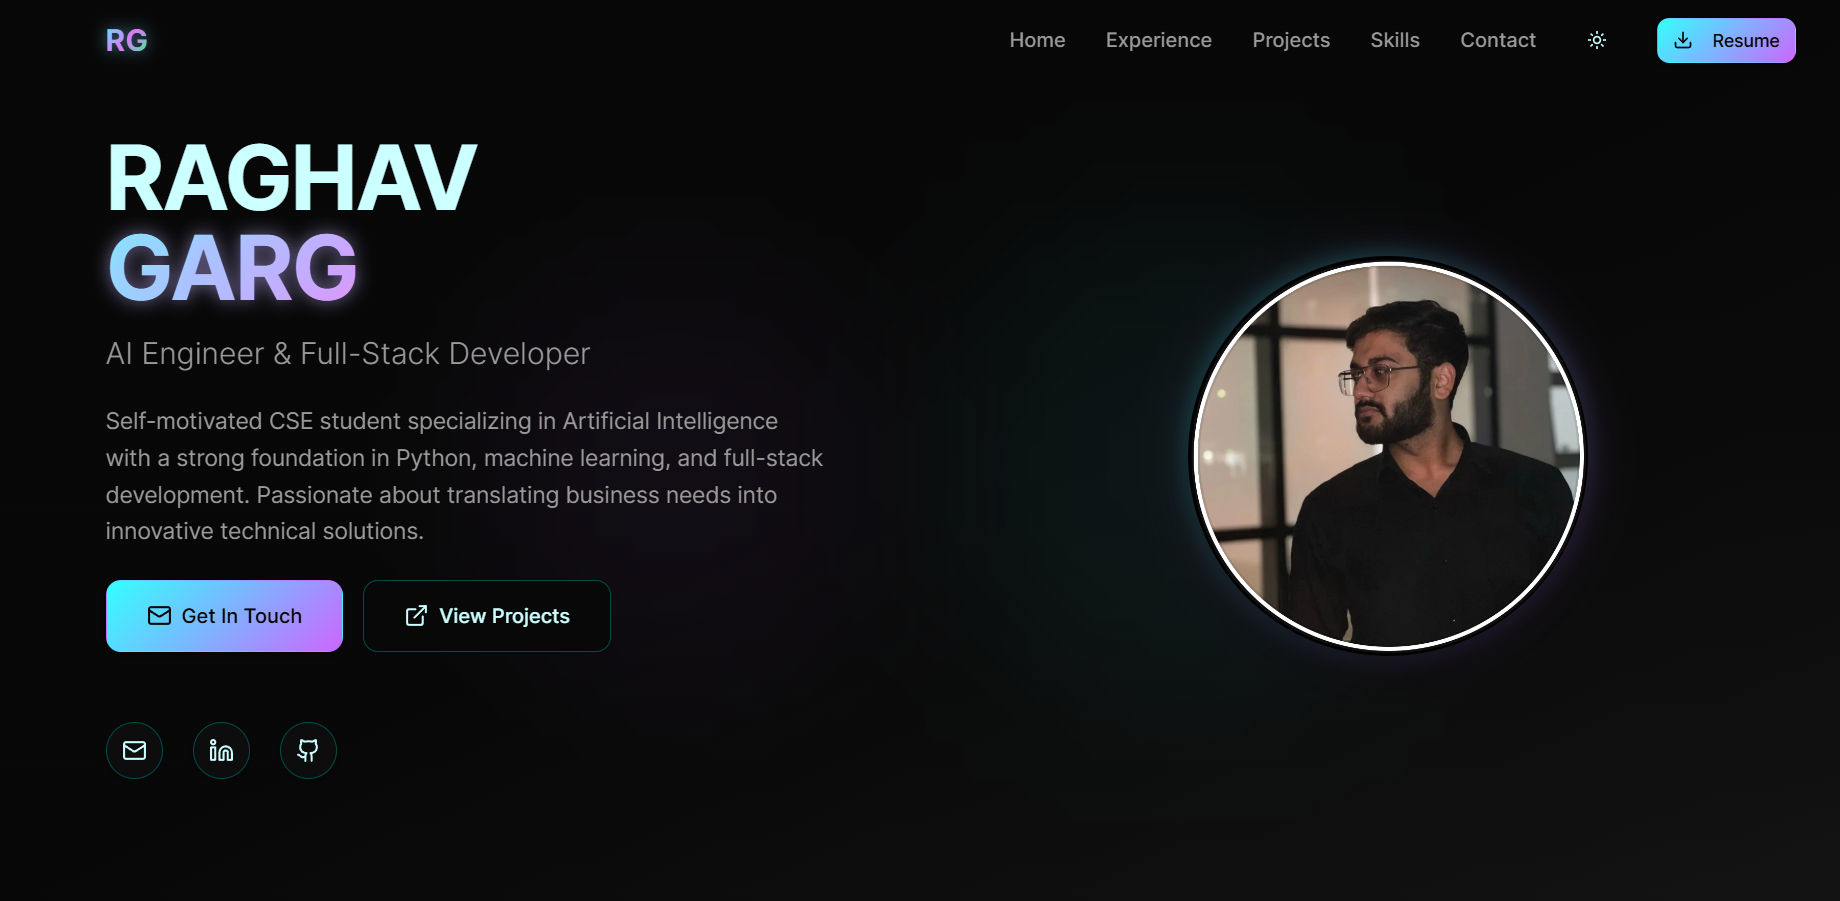 RG
Home
Experience
Projects
Skills
Contact
Resume
RAGHAV
GARG
AI Engineer & Full-Stack Developer
Self-motivated CSE student specializing in Artificial Intelligence
with a strong foundation in Python, machine learning, and full-stack
development. Passionate about translating business needs into
innovative technical solutions.
Get In Touch
View Projects